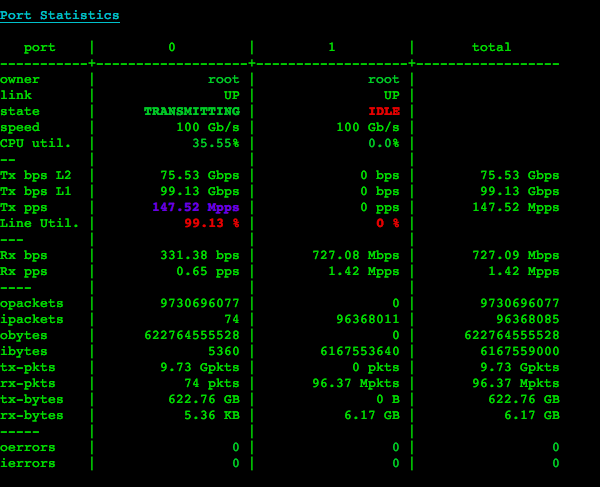 Port Statistics
port | 0 | 1 | total
-----------+-------------------+-------------------+------------------
owner | root | root |
link | UP | UP |
state | TRANSMITTING | IDLE |
speed | 100 Gb/s | 100 Gb/s |
CPU util. | 35.55% | 0.0% |
-- | | |
Tx bps L2 | 75.53 Gbps | 0 bps | 75.53 Gbps
Tx bps L1 | 99.13 Gbps | 0 bps | 99.13 Gbps
Tx pps | 147.52 Mpps | 0 pps | 147.52 Mpps
Line Util. | 99.13 % | 0 % |
--- | | |
Rx bps | 331.38 bps | 727.08 Mbps | 727.09 Mbps
Rx pps | 0.65 pps | 1.42 Mpps | 1.42 Mpps
---- | | |
opackets | 9730696077 | 0 | 9730696077
ipackets | 74 | 96368011 | 96368085
obytes | 622764555528 | 0 | 622764555528
ibytes | 5360 | 6167553640 | 6167559000
tx-pkts | 9.73 Gpkts | 0 pkts | 9.73 Gpkts
rx-pkts | 74 pkts | 96.37 Mpkts | 96.37 Mpkts
tx-bytes | 622.76 GB | 0 B | 622.76 GB
rx-bytes | 5.36 KB | 6.17 GB | 6.17 GB
----- | | |
oerrors | 0 | 0 | 0
ierrors | 0 | 0 | 0